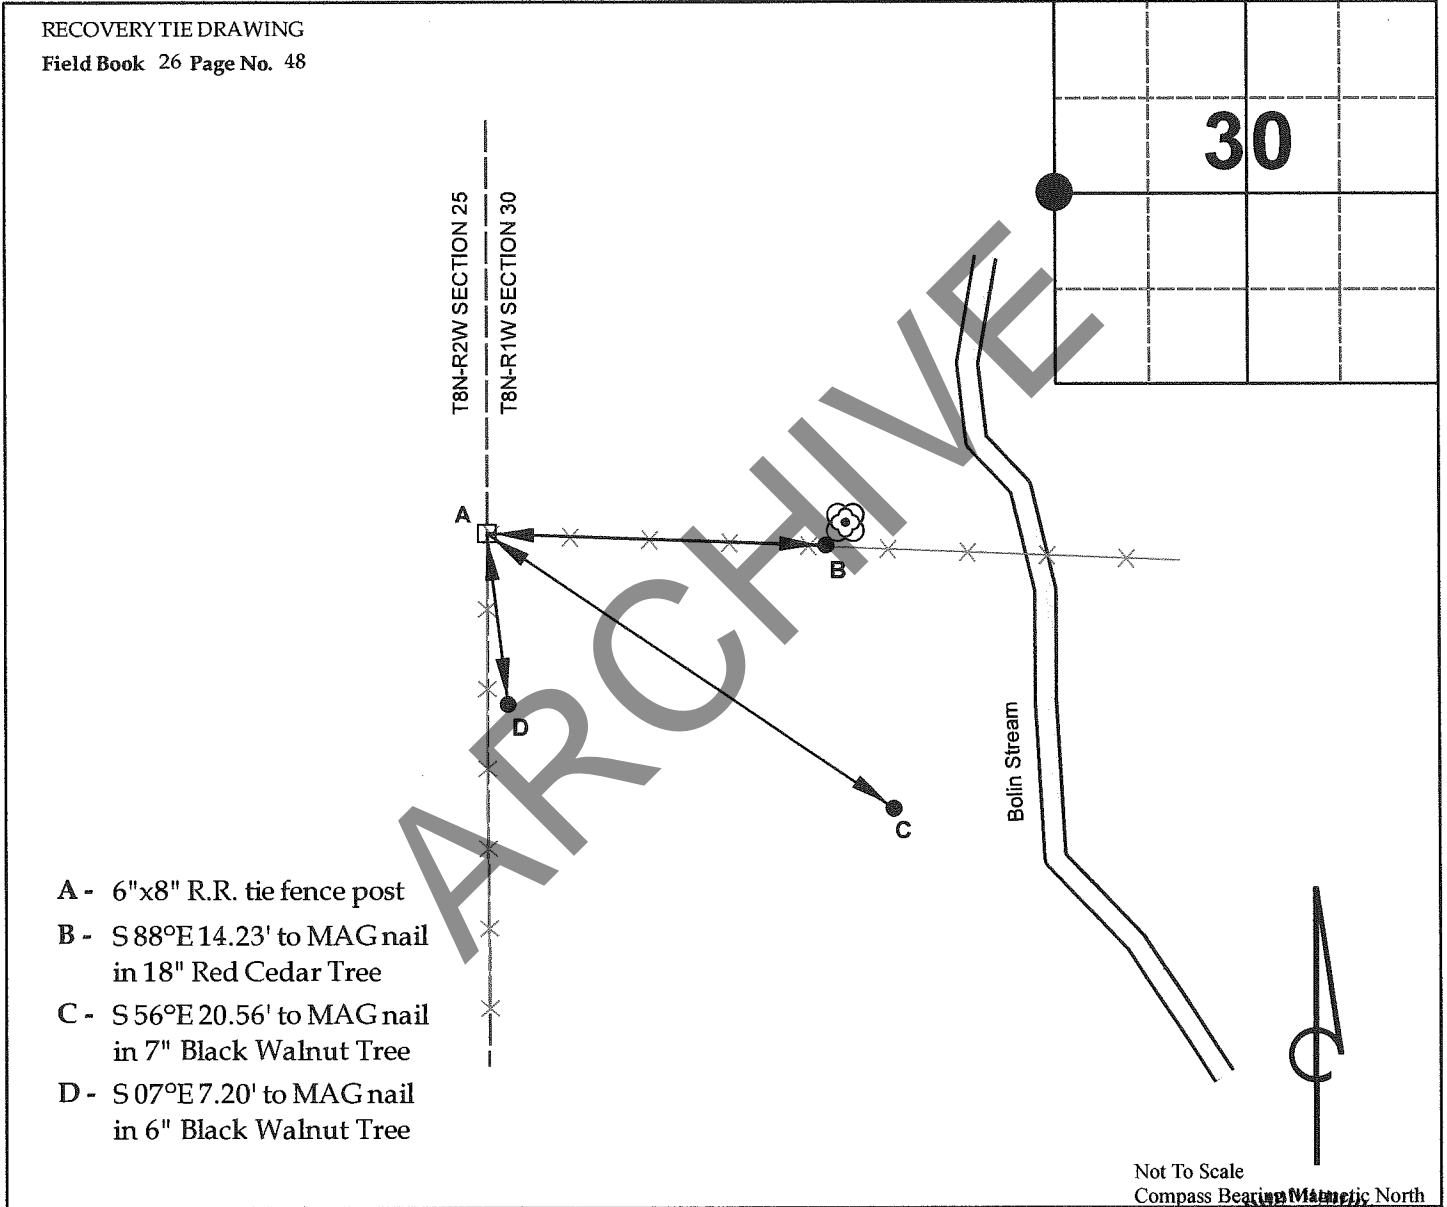 RECOVERY TIE DRAWING
Field Book 26 Page No. 48
30
T8N-R2W SECTION 25
T8N-R1W SECTION 30
ARCHIVE
A
B
D
C
Bolin Stream
A - 6"x8" R.R. tie fence post
B - S 88°E 14.23' to MAG nail
in 18" Red Cedar Tree
C - S 56°E 20.56' to MAG nail
in 7" Black Walnut Tree
D - S 07°E 7.20' to MAG nail
in 6" Black Walnut Tree
Not To Scale
Compass Bearing Magnetic North